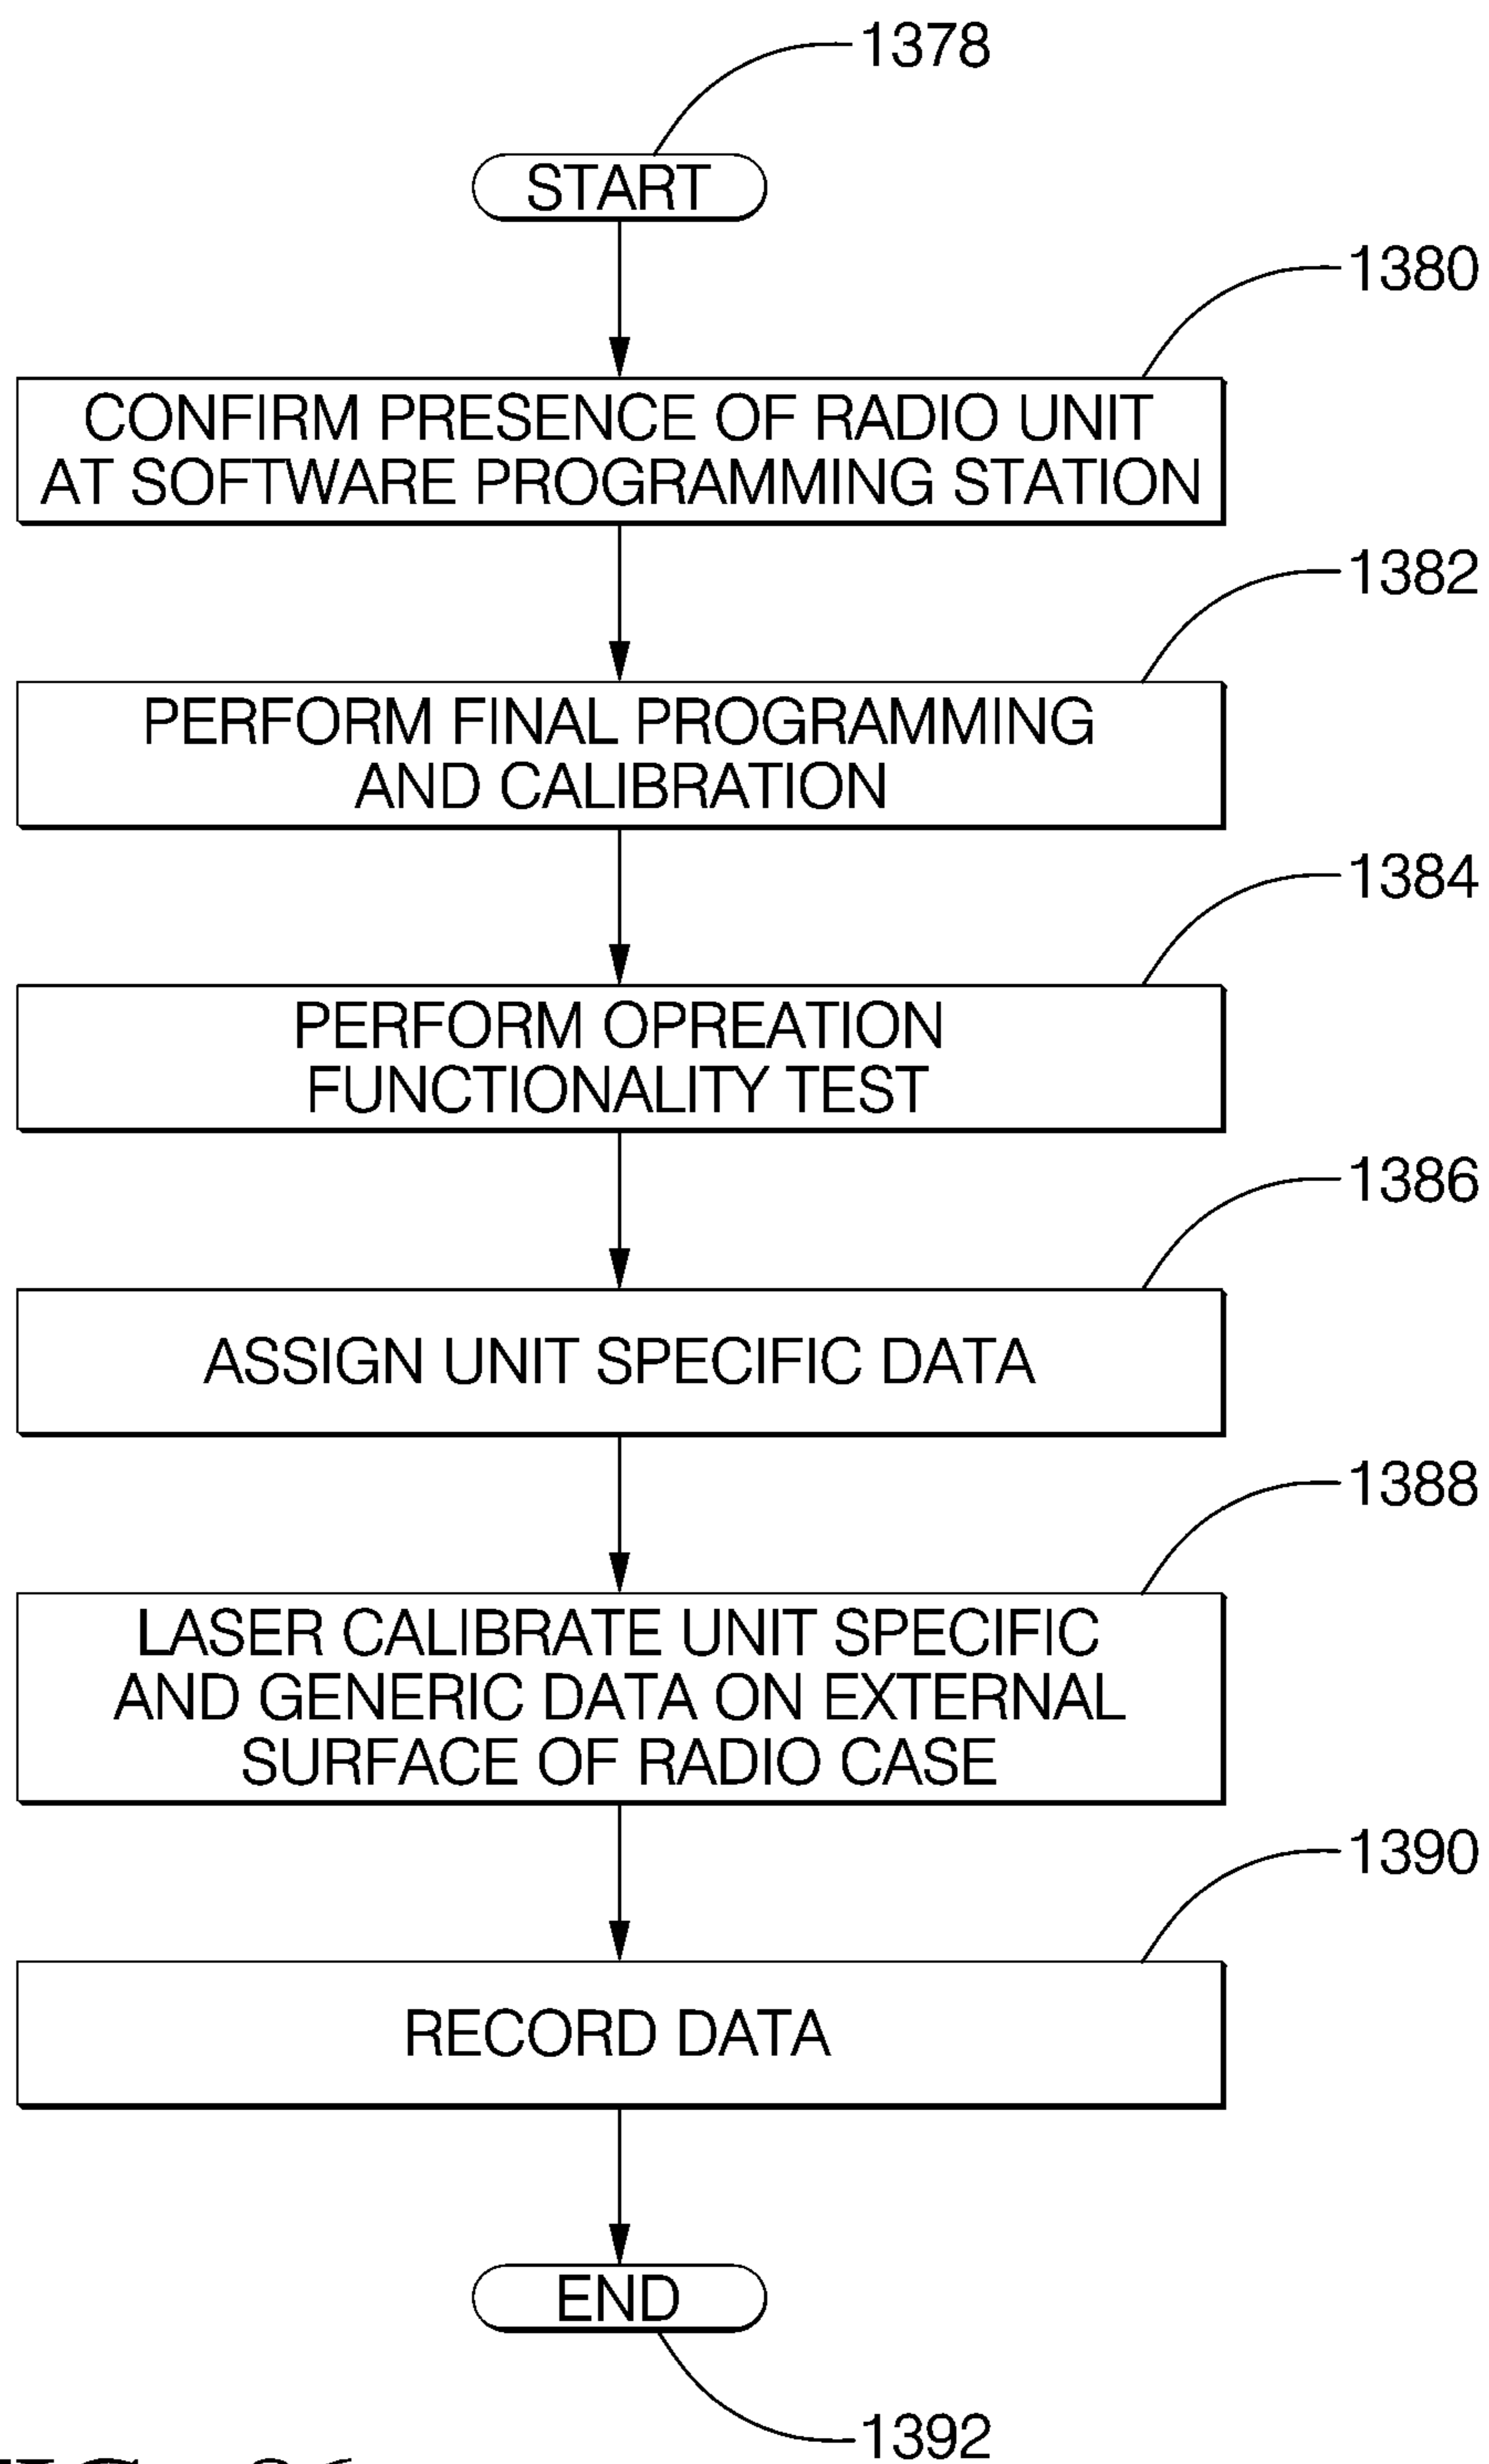 1378
START
1380
CONFIRM PRESENCE OF RADIO UNIT
AT SOFTWARE PROGRAMMING STATION
1382
PERFORM FINAL PROGRAMMING
AND CALIBRATION
1384
PERFORM OPREATION
FUNCTIONALITY TEST
1386
ASSIGN UNIT SPECIFIC DATA
1388
LASER CALIBRATE UNIT SPECIFIC
AND GENERIC DATA ON EXTERNAL
SURFACE OF RADIO CASE
1390
RECORD DATA
END
1392